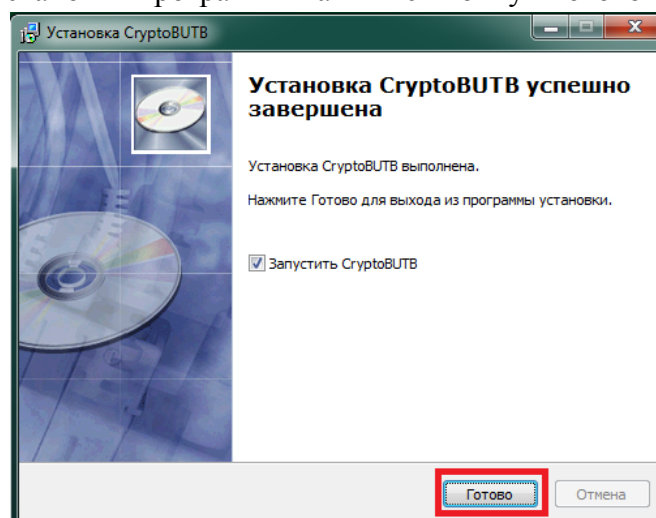 Установка CryptoBUTB
Установка CryptoBUTB успешно
завершена
Установка CryptoBUTB выполнена.
Нажмите Готово для выхода из программы установки.
Запустить CryptoBUTB
Готово
Отмена